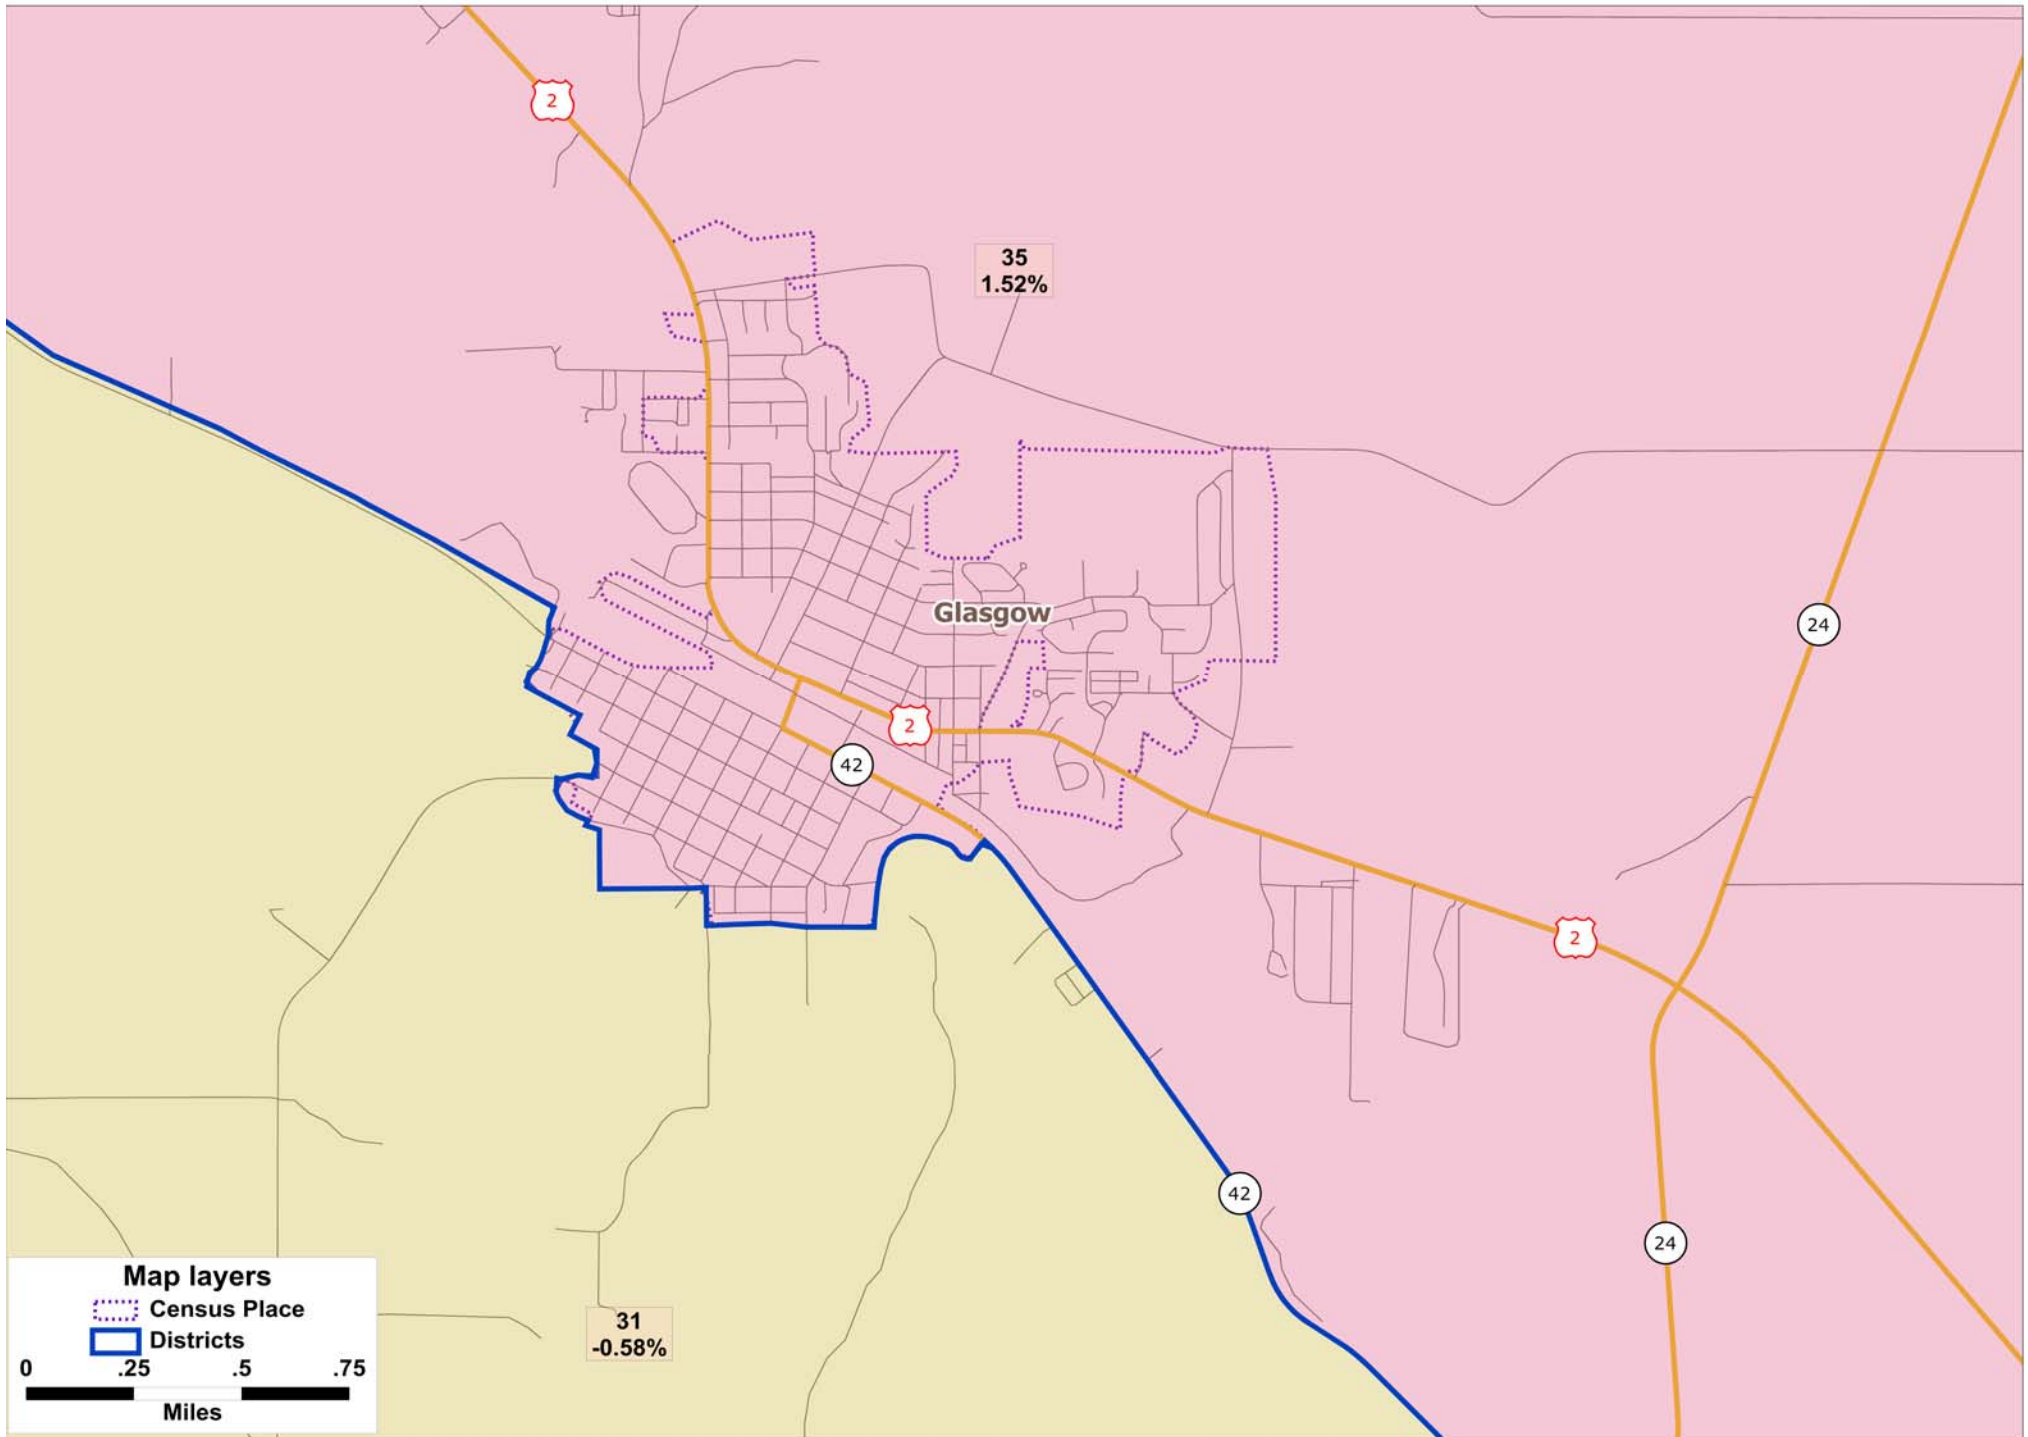 2
35
1.52%
Glasgow
24
2
42
2
42
24
31
-0.58%
Map layers
Census Place
Districts
0 .25 .5 .75
Miles